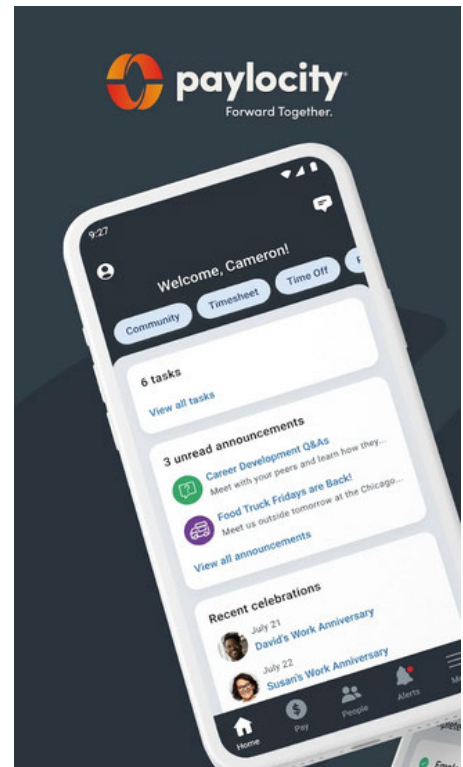 paylocity
Forward Together.
9:27
Welcome, Cameron!
Community Timesheet Time Off
6 tasks
View all tasks
3 unread announcements
Career Development Q&As
Meet with your peers and learn how they...
Food Truck Fridays are Back!
Meet us outside tomorrow at the Chicago...
View all announcements
Recent celebrations
July 21
David's Work Anniversary
July 22
Susan's Work Anniversary
Home Pay People Alerts